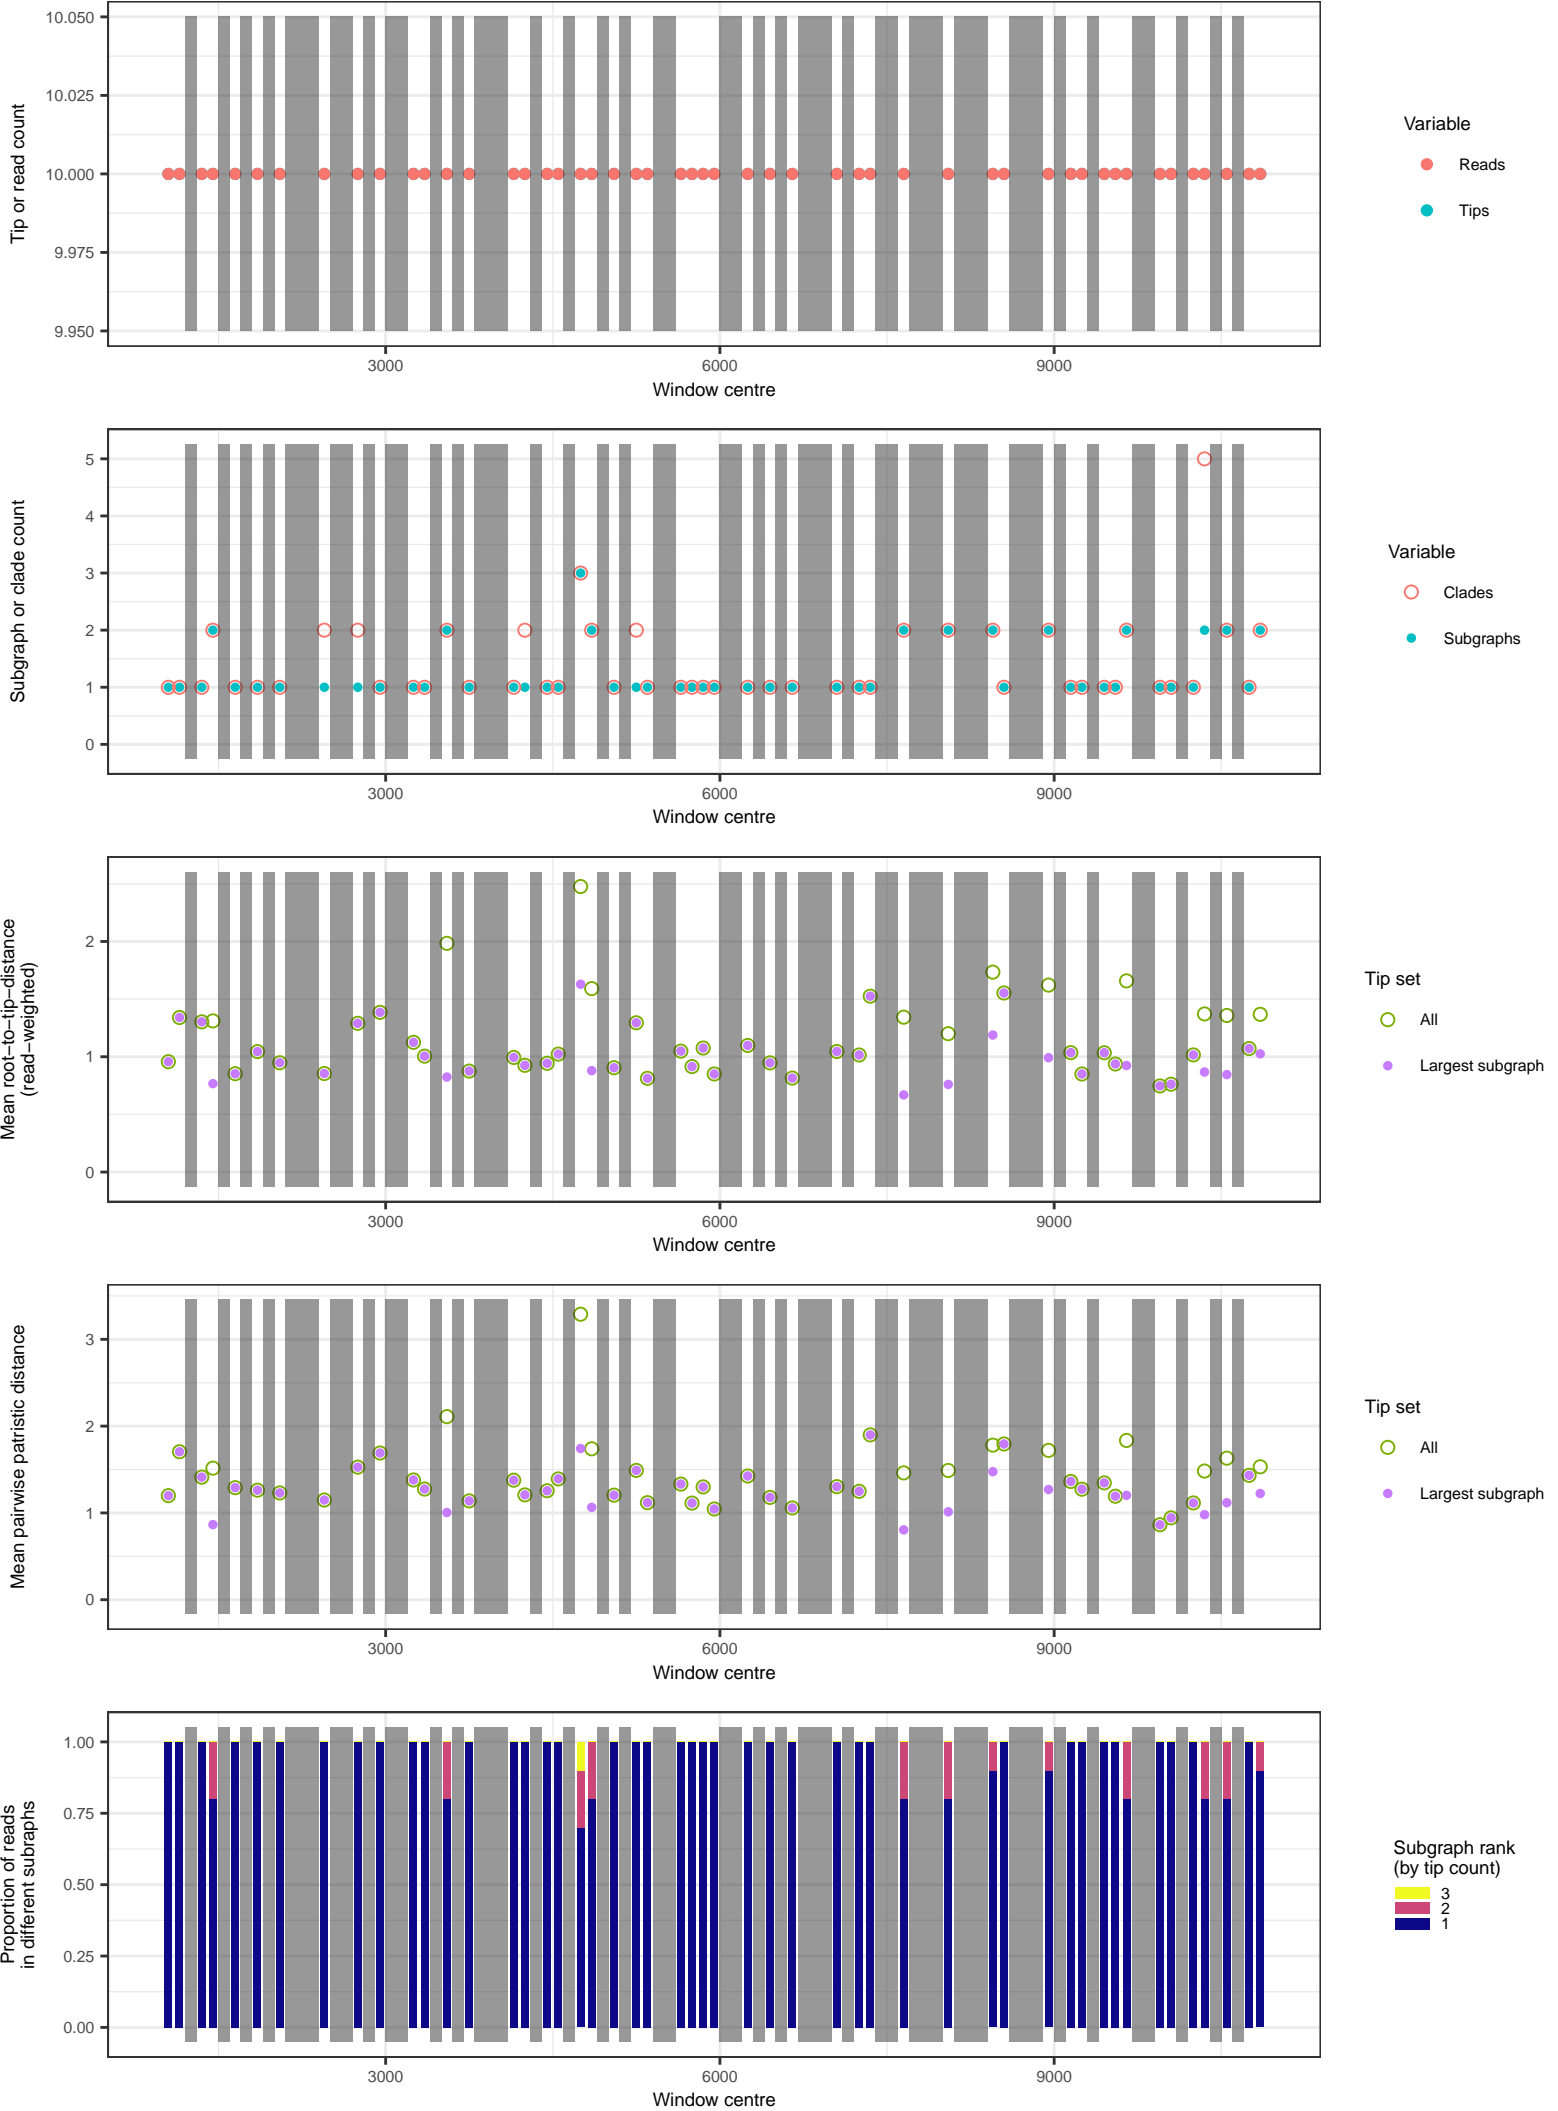 10.050
10.025
10.000
9.975
9.950
Tip or read count
3000
6000
9000
Window centre
Variable
Reads
Tips
5
4
3
2
1
0
Subgraph or clade count
3000
6000
9000
Window centre
Variable
Clades
Subgraphs
2
1
0
Mean root−to−tip−distance
(read−weighted)
3000
6000
9000
Window centre
Tip set
All
Largest subgraph
3
2
1
0
Mean pairwise patristic distance
3000
6000
9000
Window centre
Tip set
All
Largest subgraph
1.00
0.75
0.50
0.25
0.00
Proportion of reads
in different subraphs
3000
6000
9000
Window centre
Subgraph rank
(by tip count)
3
2
1